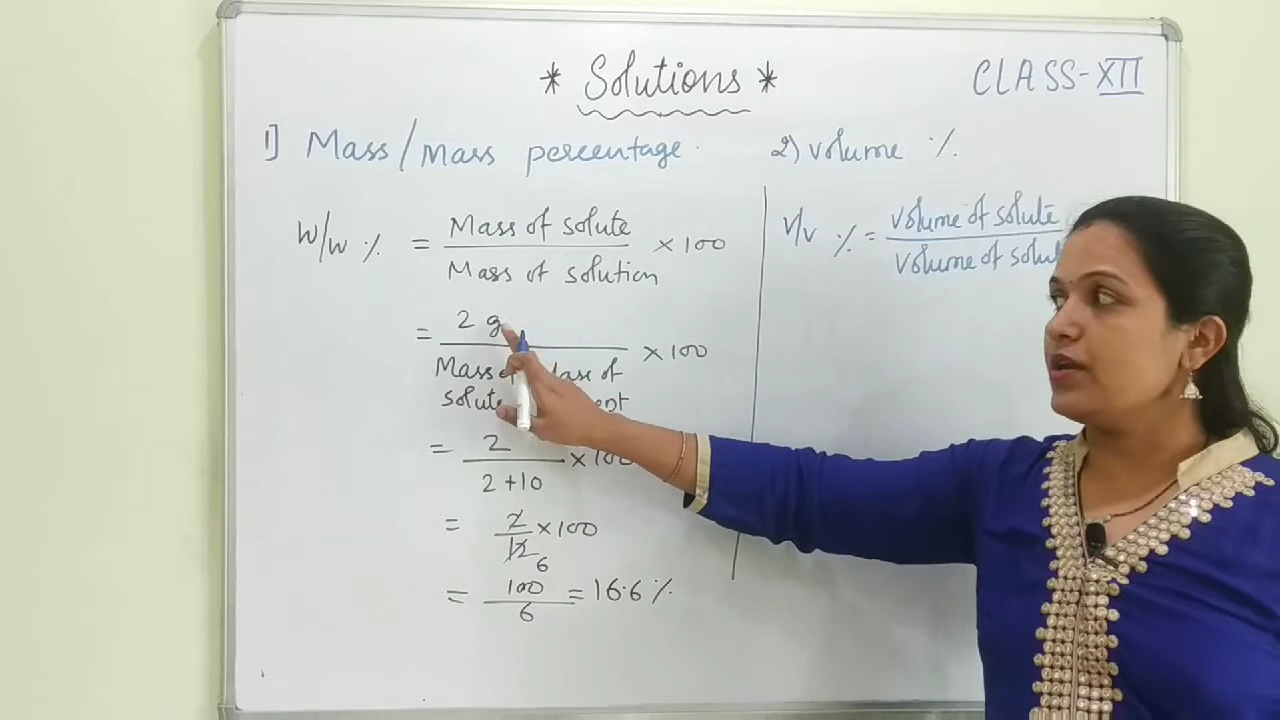 * Solutions *
CLASS-XII
1] Mass/Mass percentage.
W/W % = Mass of solute / Mass of solution × 100
= 2 g / Mass of Mass of × 100
solute
= 2 / 2+10 × 100
= 2/12 × 100
6
= 100/6 = 16.6 %
2) volume %.
V/V % = volume of solute
volume of